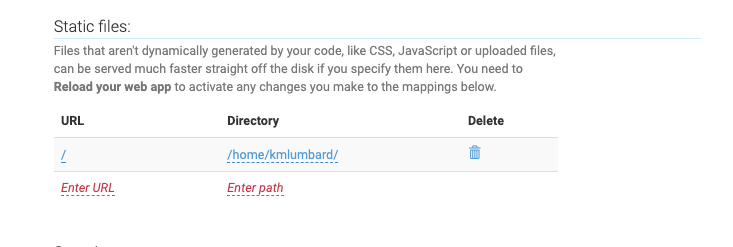 Static files:
Files that aren't dynamically generated by your code, like CSS, JavaScript or uploaded files,
can be served much faster straight off the disk if you specify them here. You need to
Reload your web app to activate any changes you make to the mappings below.
URL Directory Delete
/ /home/kmlumbard/
Enter URL Enter path